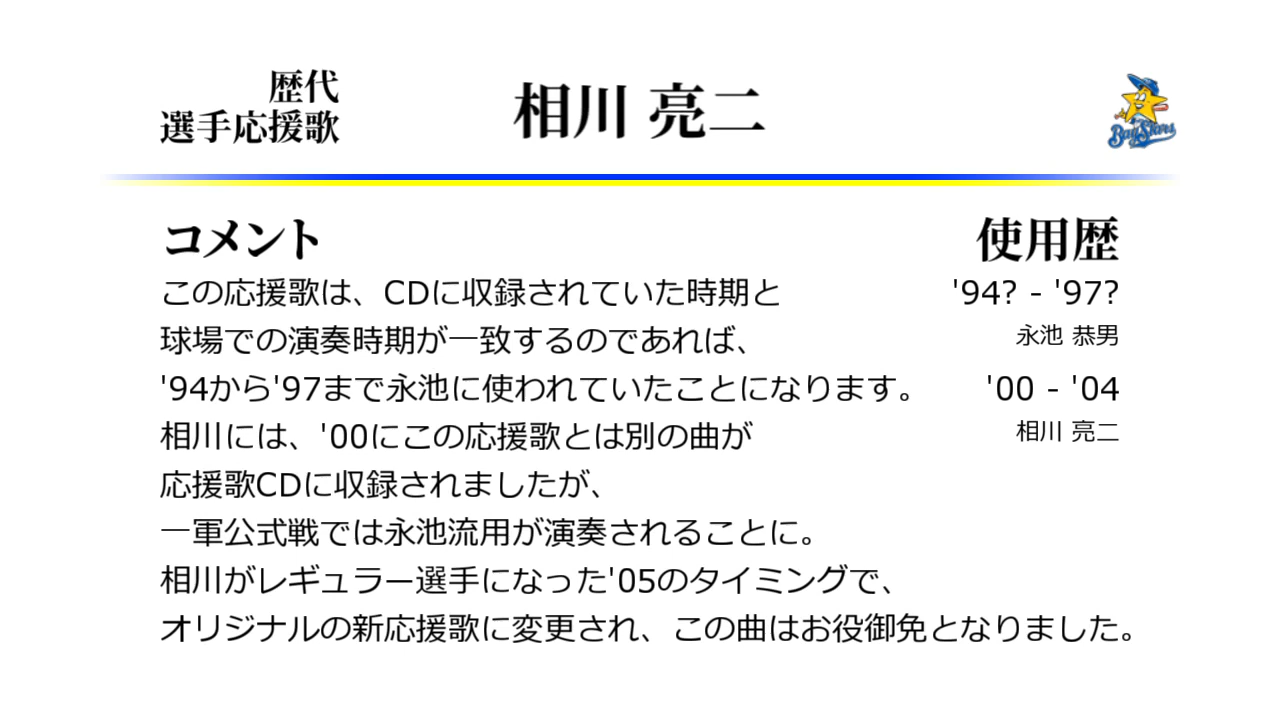 歴代
選手応援歌
相川 亮二
BayStars
コメント
この応援歌は、CDに収録されていた時期と
球場での演奏時期が一致するのであれば、
'94から'97まで永池に使われていたことになります。
相川には、'00にこの応援歌とは別の曲が
応援歌CDに収録されましたが、
一軍公式戦では永池流用が演奏されることに。
相川がレギュラー選手になった'05のタイミングで、
オリジナルの新応援歌に変更され、この曲はお役御免となりました。
使用歴
'94? - '97?
永池 恭男
'00 - '04
相川 亮二